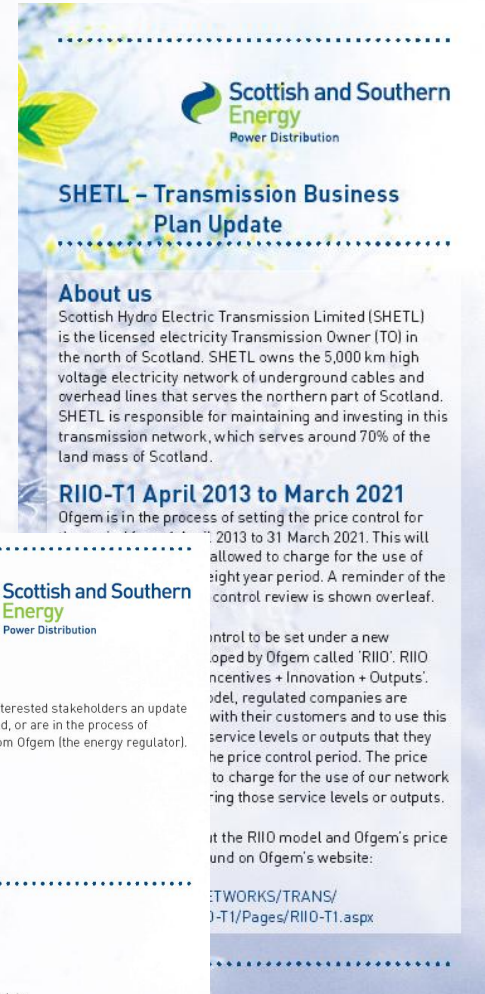 Scottish and Southern
Energy
Power Distribution
SHETL – Transmission Business
Plan Update
About us
Scottish Hydro Electric Transmission Limited (SHETL)
is the licensed electricity Transmission Owner (TO) in
the north of Scotland. SHETL owns the 5,000 km high
voltage electricity network of underground cables and
overhead lines that serves the northern part of Scotland.
SHETL is responsible for maintaining and investing in this
transmission network, which serves around 70% of the
land mass of Scotland.
RIIO-T1 April 2013 to March 2021
Ofgem is in the process of setting the price control for
2013 to 31 March 2021. This will
allowed to charge for the use of
eight year period. A reminder of the
control review is shown overleaf.
ontrol to be set under a new
loped by Ofgem called ‘RIIO’. RIIO
ncentives + Innovation + Outputs’.
odel, regulated companies are
with their customers and to use this
service levels or outputs that they
he price control period. The price
to charge for the use of our network
ring those service levels or outputs.
ut the RIIO model and Ofgem’s price
und on Ofgem’s website:
ETWORKS/TRANS/
O-T1/Pages/RIIO-T1.aspx
Scottish and Southern
Energy
Power Distribution
nterested stakeholders an update
d, or are in the process of
om Ofgem (the energy regulator).